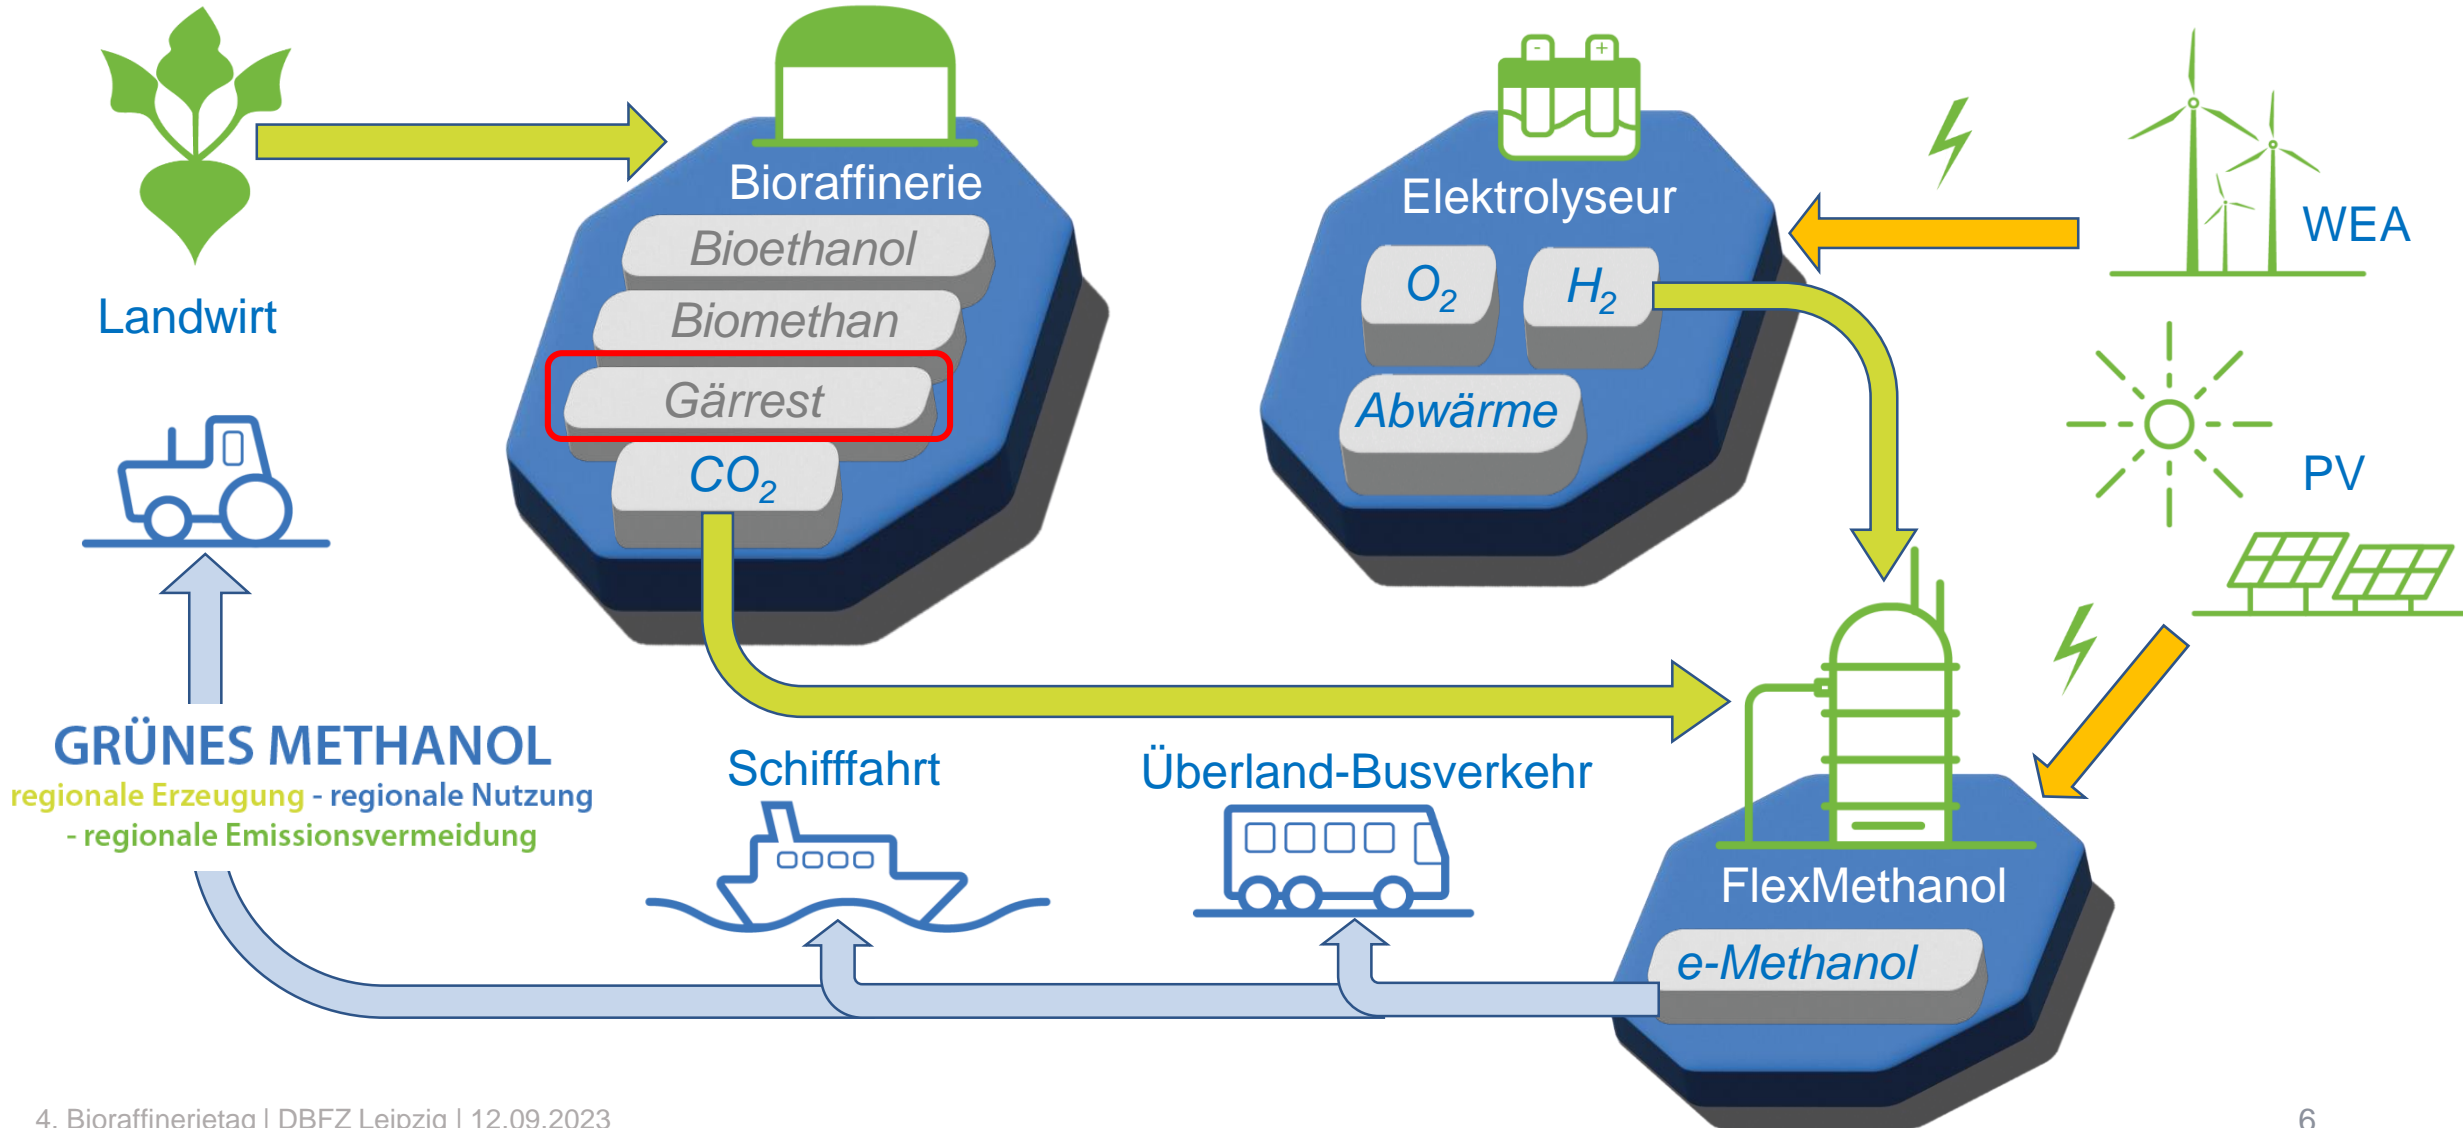 Bioraffinerie
Bioethanol
Biomethan
Gärrest
CO2
Landwirt
Elektrolyseur
- +
O2
H2
Abwärme
WEA
PV
GRÜNES METHANOL
regionale Erzeugung - regionale Nutzung
- regionale Emissionsvermeidung
Schifffahrt
Überland-Busverkehr
FlexMethanol
e-Methanol
4. Bioraffinerietag | DBFZ Leipzig | 12.09.2023
6